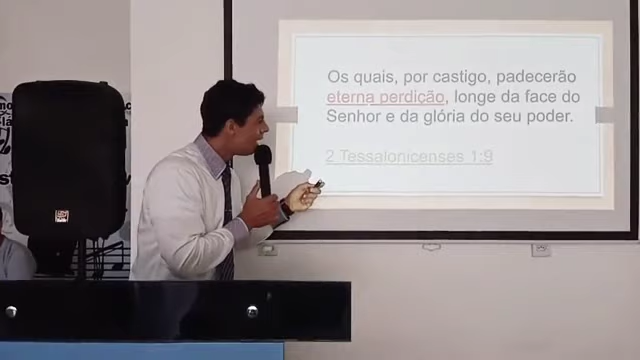 Os quais, por castigo, padecerão
eterna perdição, longe da face do
Senhor e da glória do seu poder.
2 Tessalonicenses 1:9